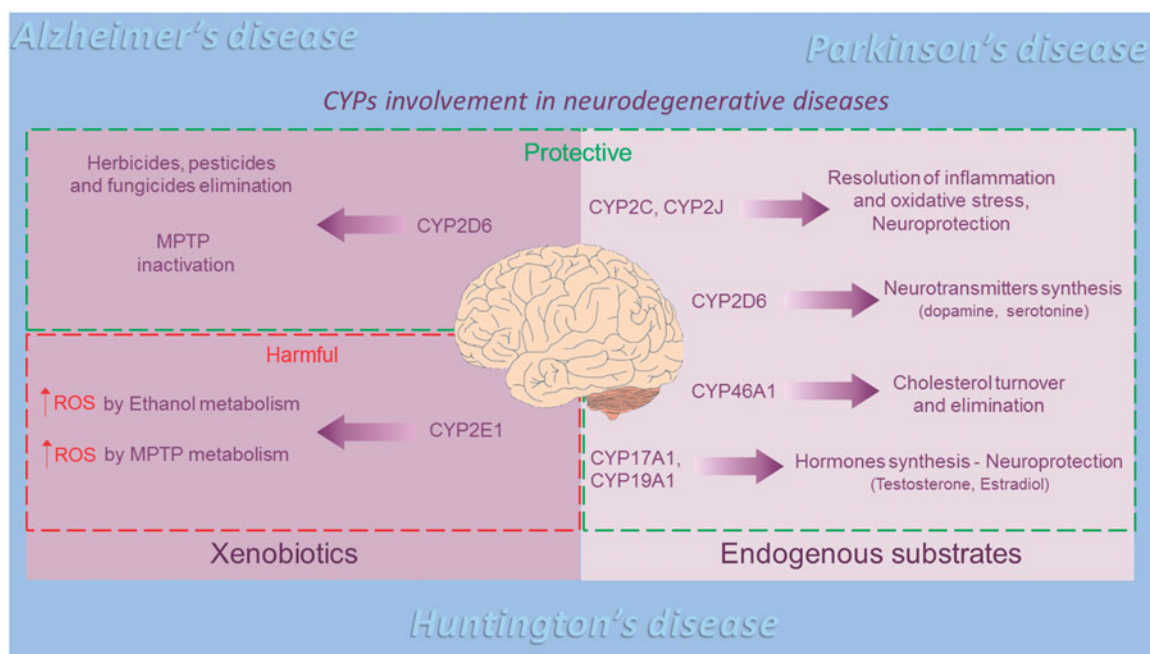 Alzheimer's disease
Parkinson's disease
CYPs involvement in neurodegenerative diseases
Protective
Herbicides, pesticides
and fungicides elimination
MPTP
inactivation
CYP2D6
Harmful
↑ROS by Ethanol metabolism
↑ROS by MPTP metabolism
CYP2E1
Xenobiotics
CYP2C, CYP2J
Resolution of inflammation
and oxidative stress,
Neuroprotection
CYP2D6
Neurotransmitters synthesis
(dopamine, serotonine)
CYP46A1
Cholesterol turnover
and elimination
CYP17A1,
CYP19A1
Hormones synthesis - Neuroprotection
(Testosterone, Estradiol)
Endogenous substrates
Huntington's disease